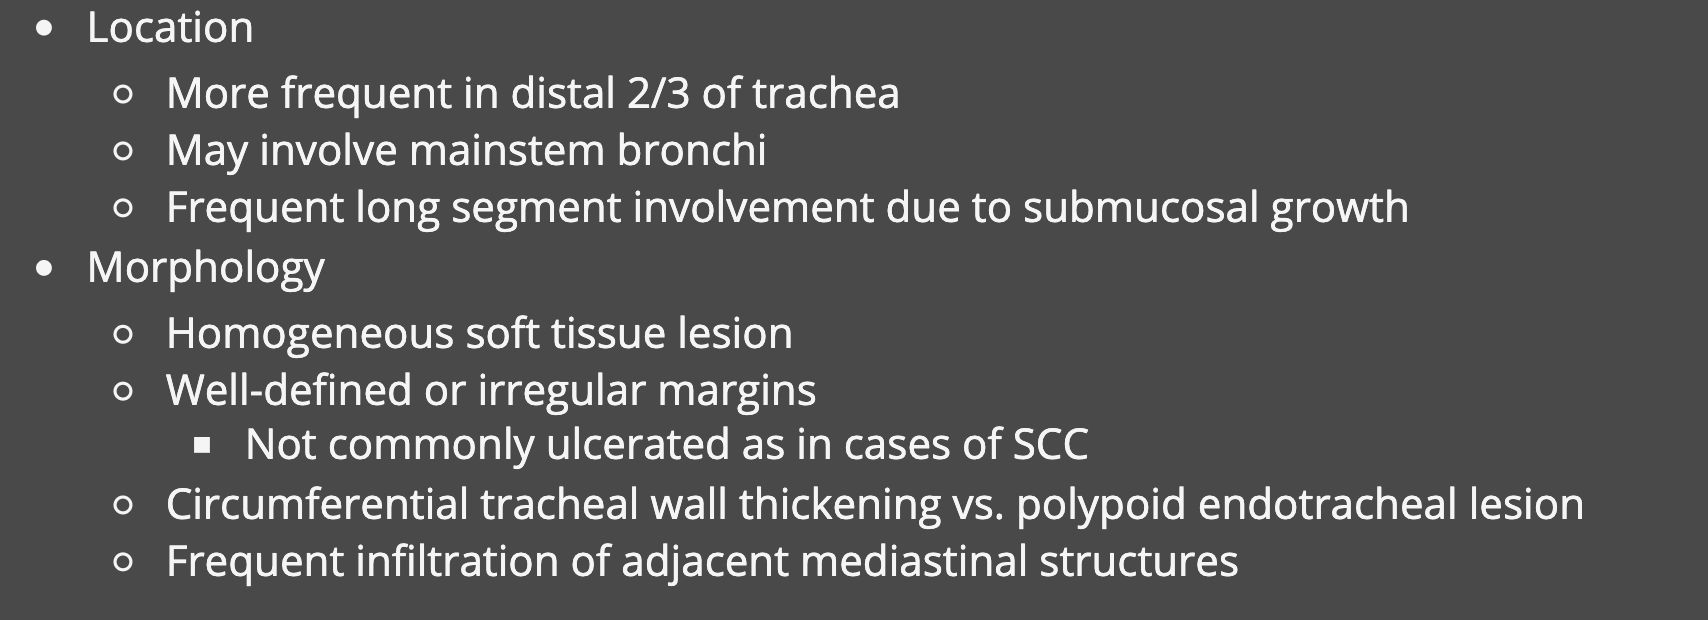 Location
More frequent in distal 2/3 of trachea
May involve mainstem bronchi
Frequent long segment involvement due to submucosal growth
Morphology
Homogeneous soft tissue lesion
Well-defined or irregular margins
Not commonly ulcerated as in cases of SCC
Circumferential tracheal wall thickening vs. polypoid endotracheal lesion
Frequent infiltration of adjacent mediastinal structures